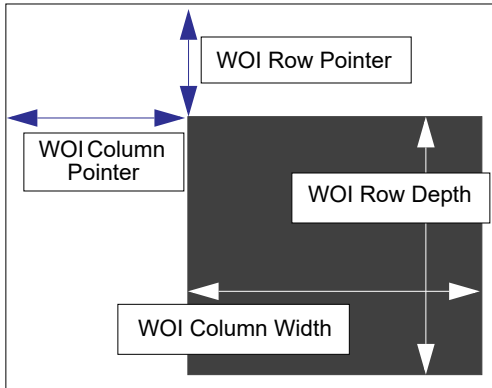 WOI Row Pointer
WOI Column
Pointer
WOI Row Depth
WOI Column Width